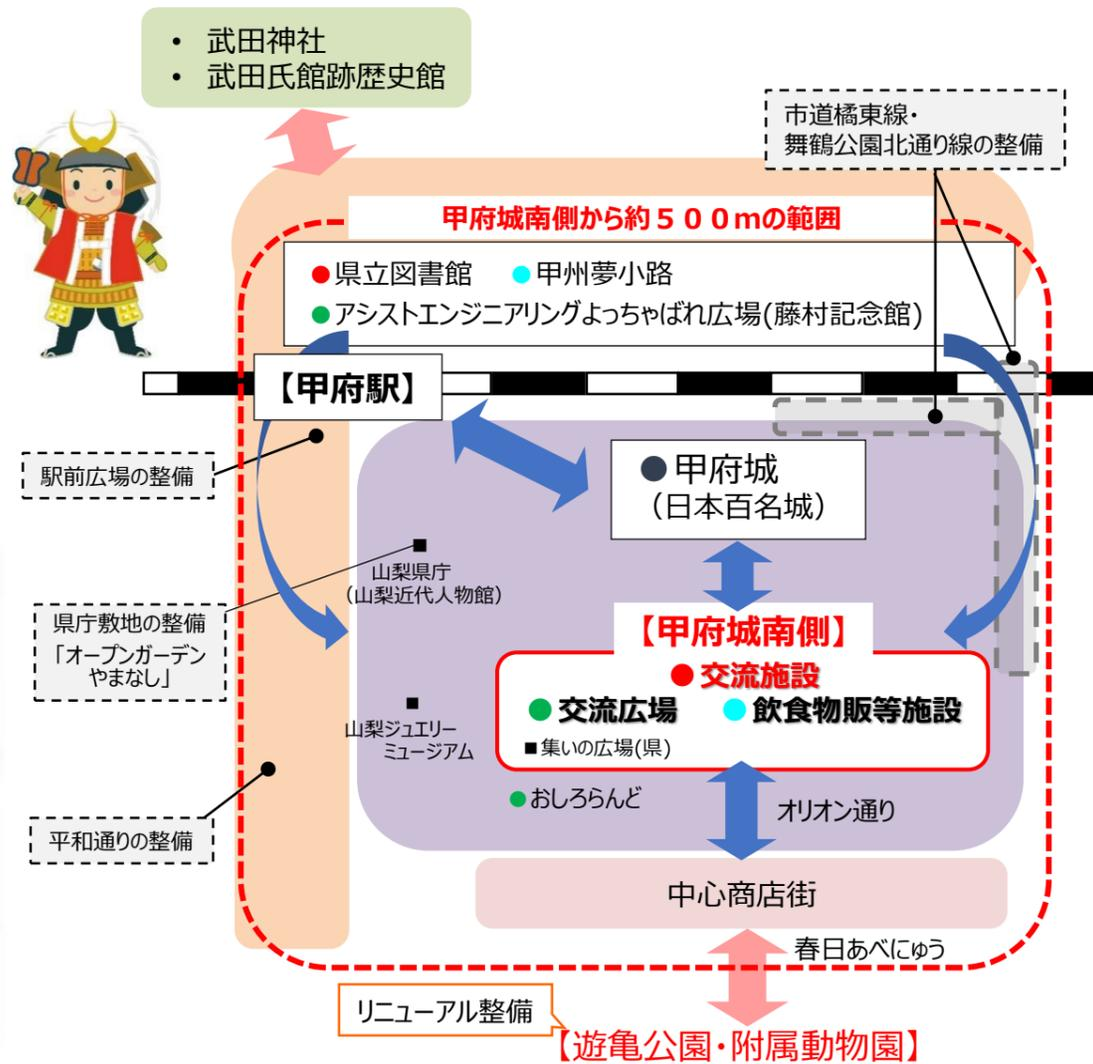 • 武田神社
• 武田氏館跡歴史館
市道橘東線・
舞鶴公園北通り線の整備
甲府城南側から約５００ｍの範囲
●県立図書館 ●甲州夢小路
●アシストエンジニアリングよっちゃばれ広場(藤村記念館)
【甲府駅】
駅前広場の整備
●甲府城
（日本百名城）
■
山梨県庁
（山梨近代人物館）
県庁敷地の整備
「オープンガーデン
やまなし」
【甲府城南側】
●交流施設
●交流広場 ●飲食物販等施設
■集いの広場(県)
■
山梨ジュエリー
ミュージアム
●おしろらんど
オリオン通り
平和通りの整備
中心商店街
春日あべにゅう
リニューアル整備
【遊亀公園・附属動物園】